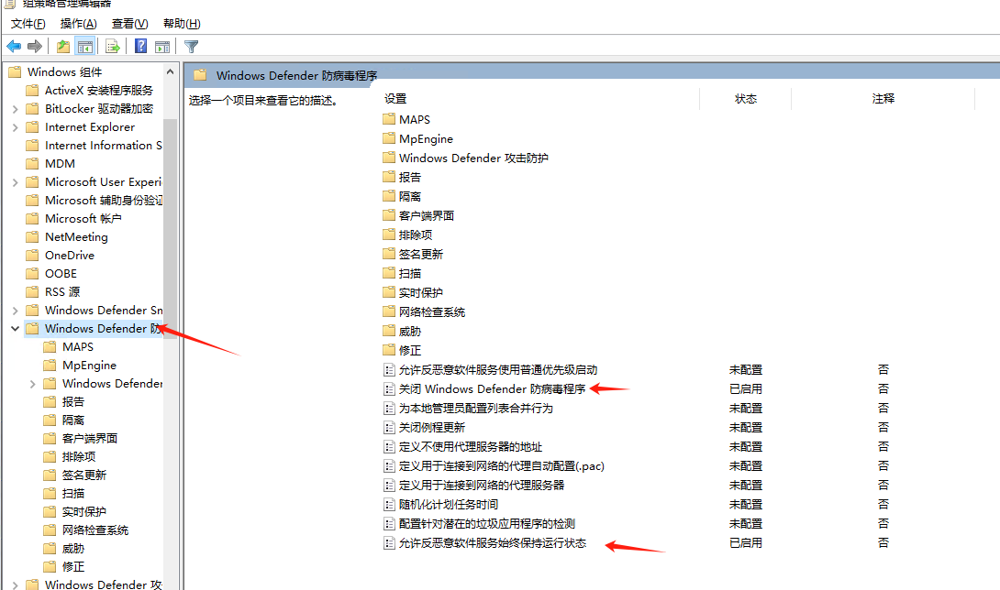 组策略管理编辑器
文件(F) 操作(A) 查看(V) 帮助(H)
Windows 组件
ActiveX 安装程序服务
BitLocker 驱动器加密
Internet Explorer
Internet Information S
MDM
Microsoft User Experi
Microsoft 辅助身份验证
Microsoft 帐户
NetMeeting
OneDrive
OOBE
RSS 源
Windows Defender Sm
Windows Defender 防
MAPS
MpEngine
Windows Defender
报告
隔离
客户端界面
排除项
签名更新
扫描
实时保护
网络检查系统
威胁
修正
Windows Defender 攻
Windows Defender 防病毒程序
选择一个项目来查看它的描述。
设置 状态 注释
MAPS
MpEngine
Windows Defender 攻击防护
报告
隔离
客户端界面
排除项
签名更新
扫描
实时保护
网络检查系统
威胁
修正
允许反恶意软件服务使用普通优先级启动 未配置 否
关闭 Windows Defender 防病毒程序 已启用 否
为本地管理员配置列表合并行为 未配置 否
关闭例程更新 未配置 否
定义不使用代理服务器的地址 未配置 否
定义用于连接到网络的代理自动配置(.pac) 未配置 否
定义用于连接到网络的代理服务器 未配置 否
随机化计划任务时间 未配置 否
配置针对潜在的垃圾应用程序的检测 未配置 否
允许反恶意软件服务始终保持运行状态 已启用 否